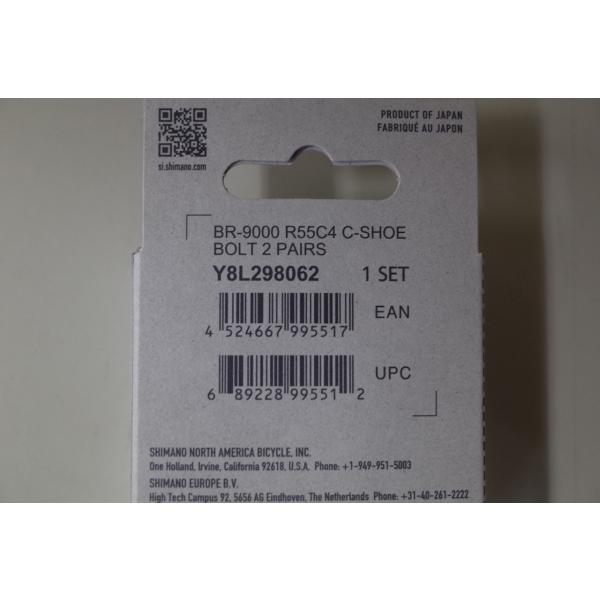 PRODUCT OF JAPAN
FABRIQUÉ AU JAPON
si.shimano.com
BR-9000 R55C4 C-SHOE
BOLT 2 PAIRS
Y8L298062 1 SET
EAN
4 524667 995517
UPC
6 89228 99551 2
SHIMANO NORTH AMERICA BICYCLE, INC.
One Holland, Irvine, California 92618, U.S.A. Phone: +1-949-951-5003
SHIMANO EUROPE B.V.
High Tech Campus 92, 5656 AG Eindhoven, The Netherlands Phone: +31-40-261-2222